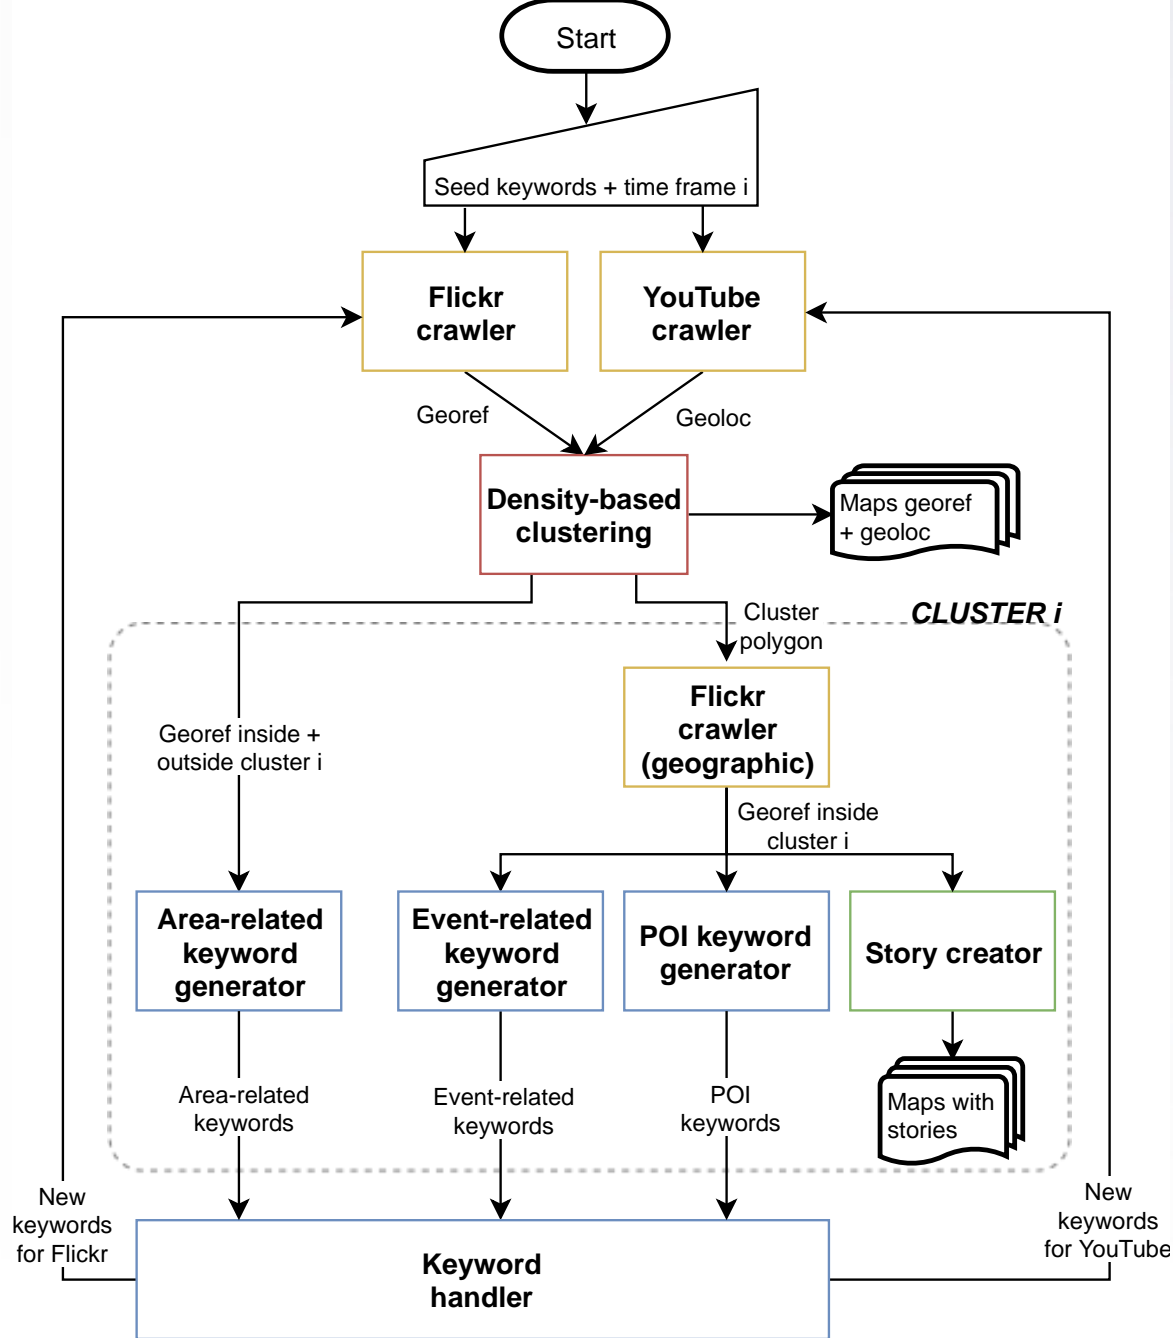 Start
Seed keywords + time frame i
Flickr
crawler
YouTube
crawler
Georef
Geoloc
Density-based
clustering
Maps georef
+ geoloc
CLUSTER i
Cluster
polygon
Flickr
crawler
(geographic)
Georef inside +
outside cluster i
Georef inside
cluster i
Area-related
keyword
generator
Event-related
keyword
generator
POI keyword
generator
Story creator
Area-related
keywords
Event-related
keywords
POI
keywords
Maps with
stories
New
keywords
for Flickr
New
keywords
for YouTube
Keyword
handler